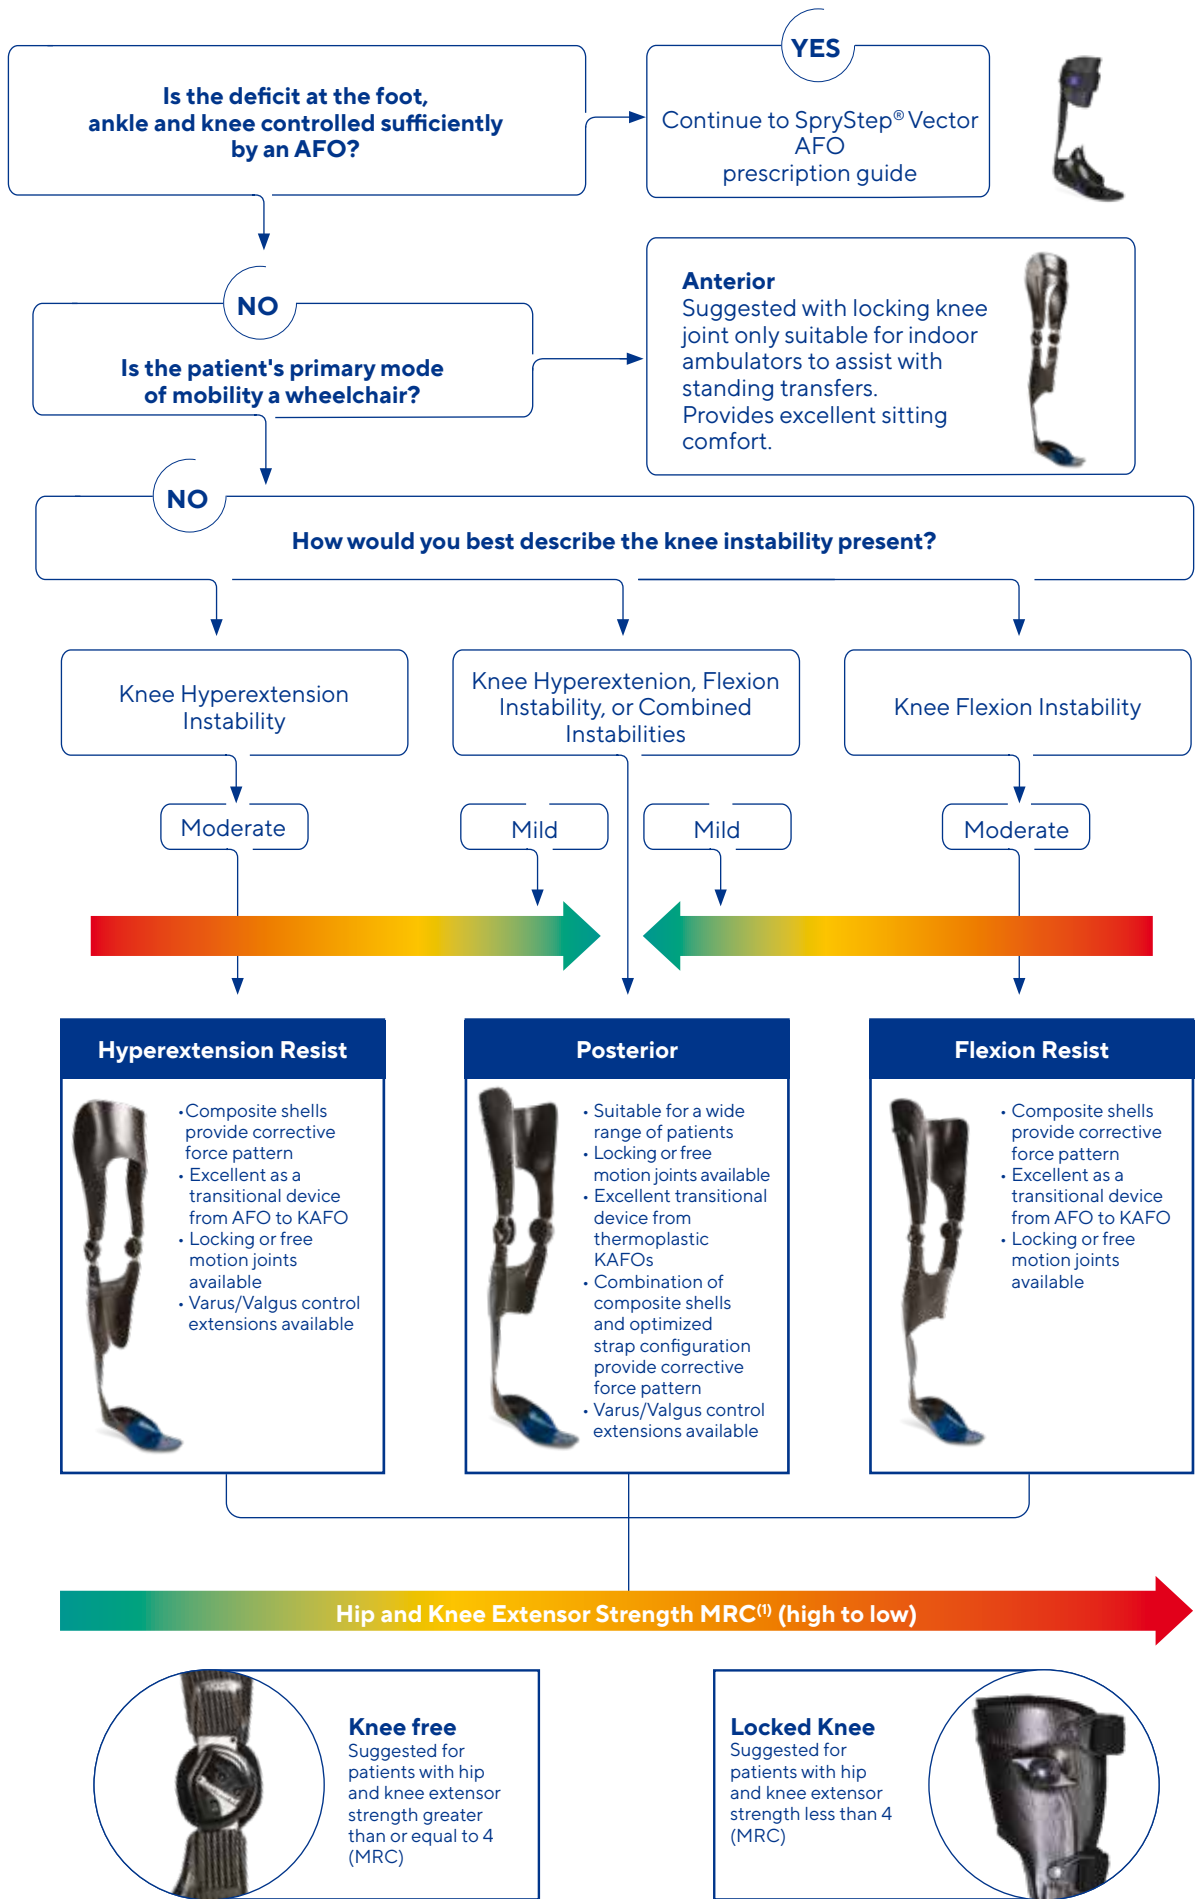 Is the deficit at the foot,
ankle and knee controlled sufficiently
by an AFO?
YES
Continue to SpryStep® Vector
AFO
prescription guide
NO
Is the patient's primary mode
of mobility a wheelchair?
Anterior
Suggested with locking knee
joint only suitable for indoor
ambulators to assist with
standing transfers.
Provides excellent sitting
comfort.
NO
How would you best describe the knee instability present?
Knee Hyperextension
Instability
Knee Hyperextenion, Flexion
Instability, or Combined
Instabilities
Knee Flexion Instability
Moderate
Mild
Mild
Moderate
Hyperextension Resist
•Composite shells
provide corrective
force pattern
• Excellent as a
transitional device
from AFO to KAFO
• Locking or free
motion joints
available
• Varus/Valgus control
extensions available
Posterior
• Suitable for a wide
range of patients
• Locking or free
motion joints available
• Excellent transitional
device from
thermoplastic
KAFOs
• Combination of
composite shells
and optimized
strap configuration
provide corrective
force pattern
• Varus/Valgus control
extensions available
Flexion Resist
• Composite shells
provide corrective
force pattern
• Excellent as a
transitional device
from AFO to KAFO
• Locking or free
motion joints
available
Hip and Knee Extensor Strength MRC(1) (high to low)
Knee free
Suggested for
patients with hip
and knee extensor
strength greater
than or equal to 4
(MRC)
Locked Knee
Suggested for
patients with hip
and knee extensor
strength less than 4
(MRC)